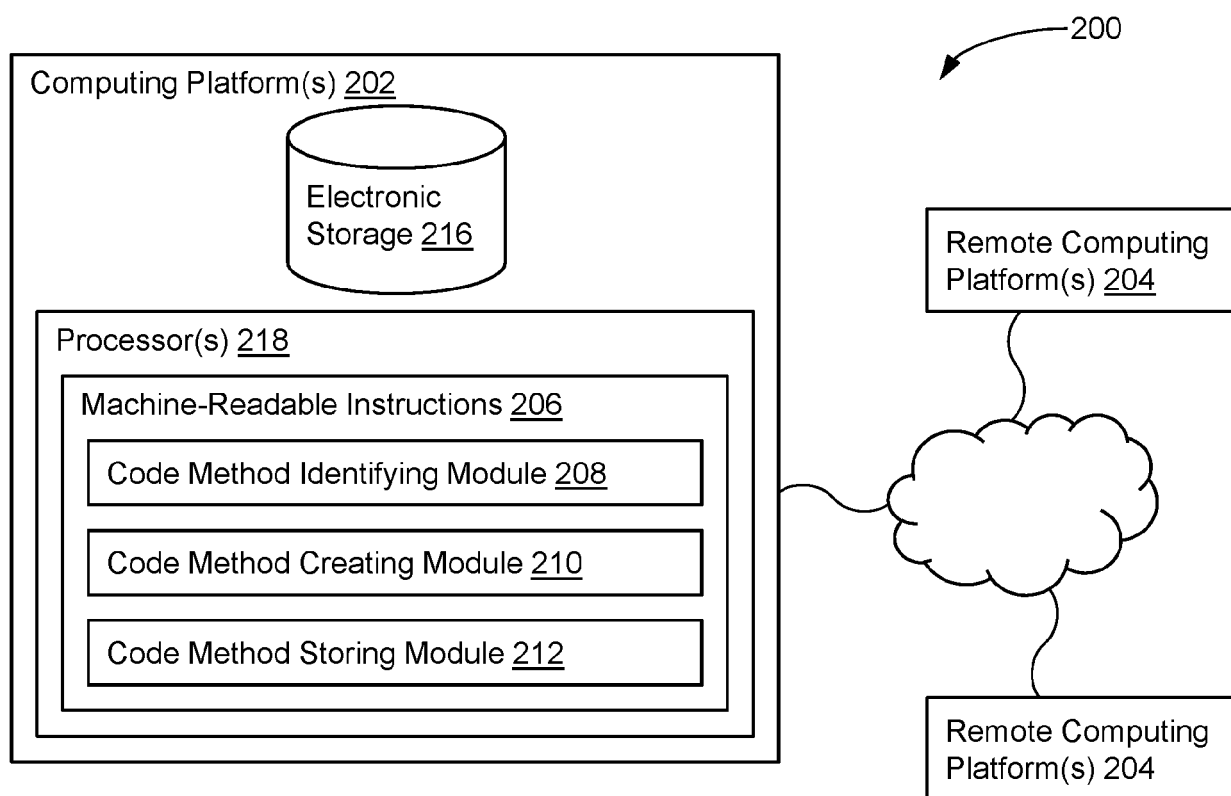 200
Computing Platform(s) 202
Electronic
Storage 216
Remote Computing
Platform(s) 204
Processor(s) 218
Machine-Readable Instructions 206
Code Method Identifying Module 208
Code Method Creating Module 210
Code Method Storing Module 212
Remote Computing
Platform(s) 204